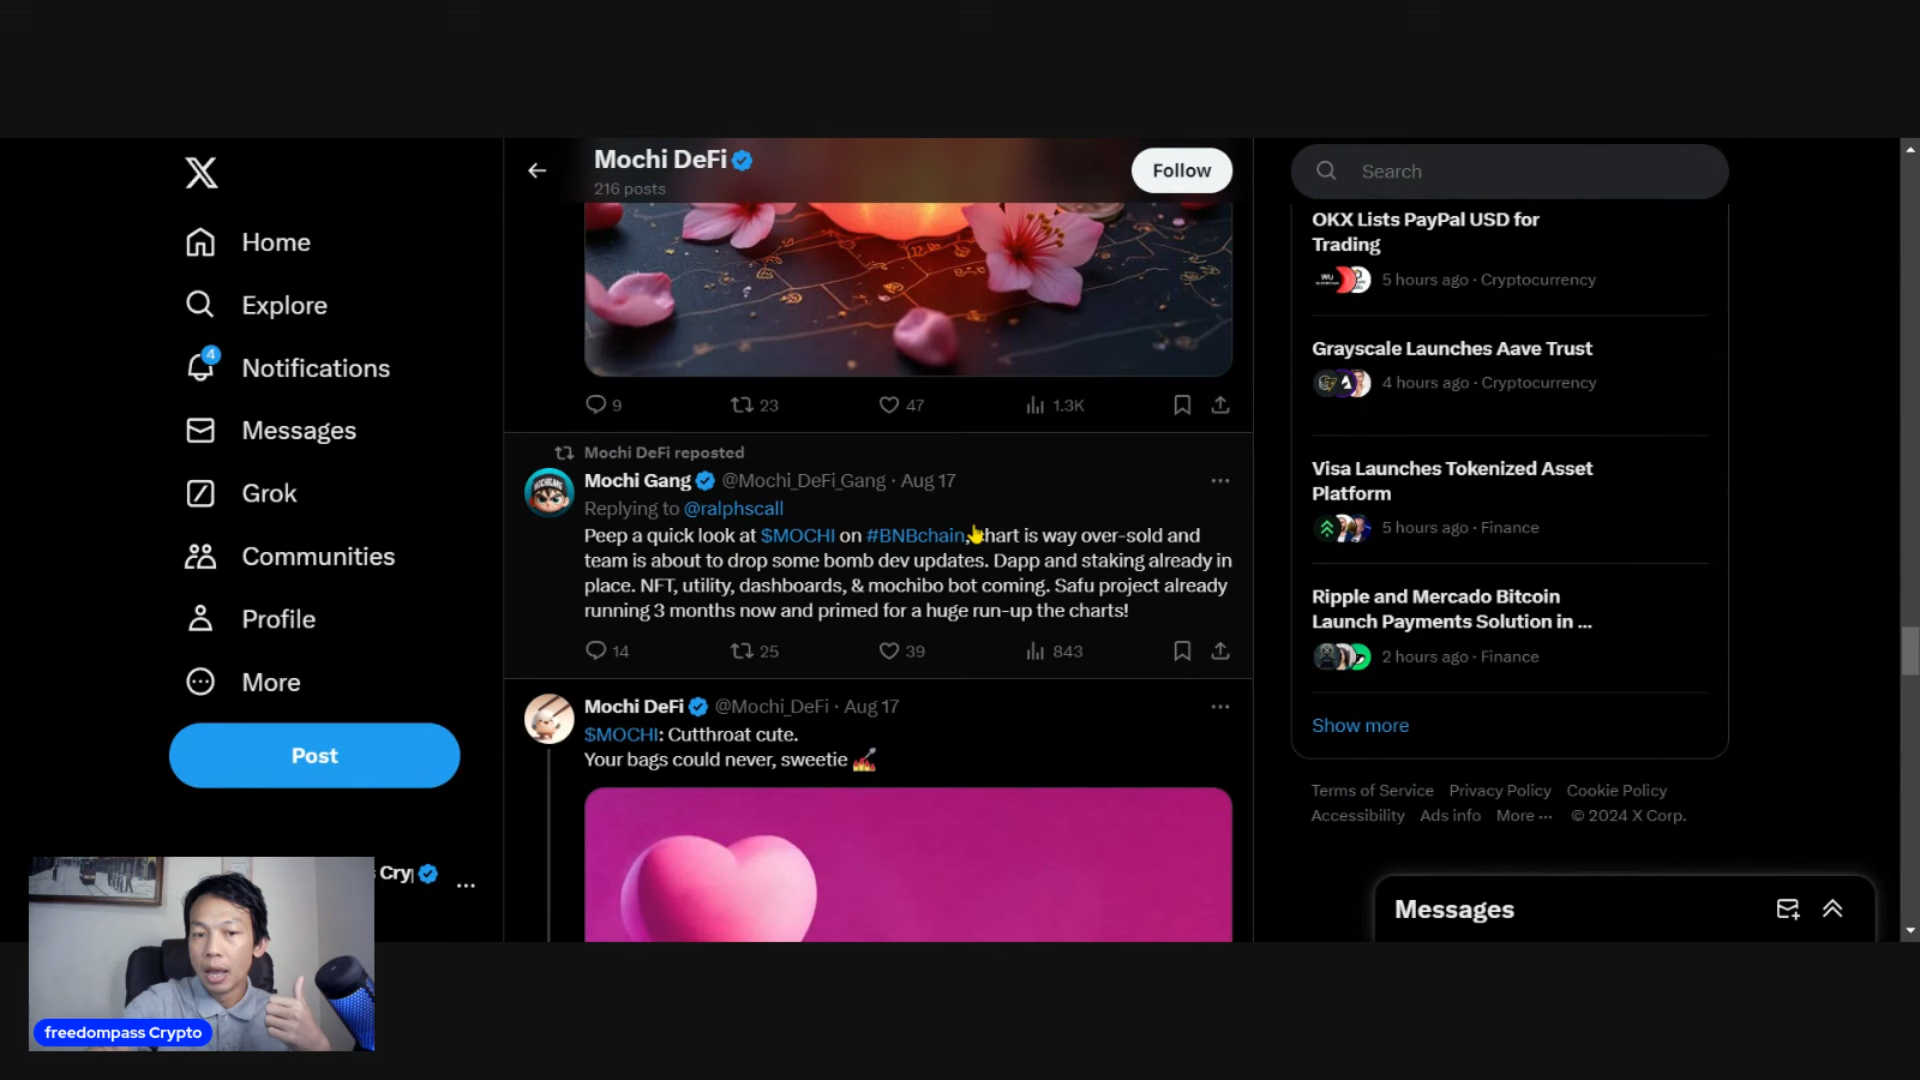 Home
Explore
4
Notifications
Messages
Grok
Communities
Profile
More
Post
Cry
freedompass Crypto
Mochi DeFi
216 posts
Follow
9 23 47 1.3K
Mochi DeFi reposted
Mochi Gang @Mochi_DeFi_Gang · Aug 17
Replying to @ralphscall
Peep a quick look at $MOCHI on #BNBchain, hart is way over-sold and
team is about to drop some bomb dev updates. Dapp and staking already in
place. NFT, utility, dashboards, & mochibo bot coming. Safu project already
running 3 months now and primed for a huge run-up the charts!
14 25 39 843
Mochi DeFi @Mochi_DeFi · Aug 17
$MOCHI: Cutthroat cute.
Your bags could never, sweetie
Search
OKX Lists PayPal USD for
Trading
5 hours ago · Cryptocurrency
Grayscale Launches Aave Trust
4 hours ago · Cryptocurrency
Visa Launches Tokenized Asset
Platform
5 hours ago · Finance
Ripple and Mercado Bitcoin
Launch Payments Solution in ...
2 hours ago · Finance
Show more
Terms of Service Privacy Policy Cookie Policy
Accessibility Ads info More ··· © 2024 X Corp.
Messages